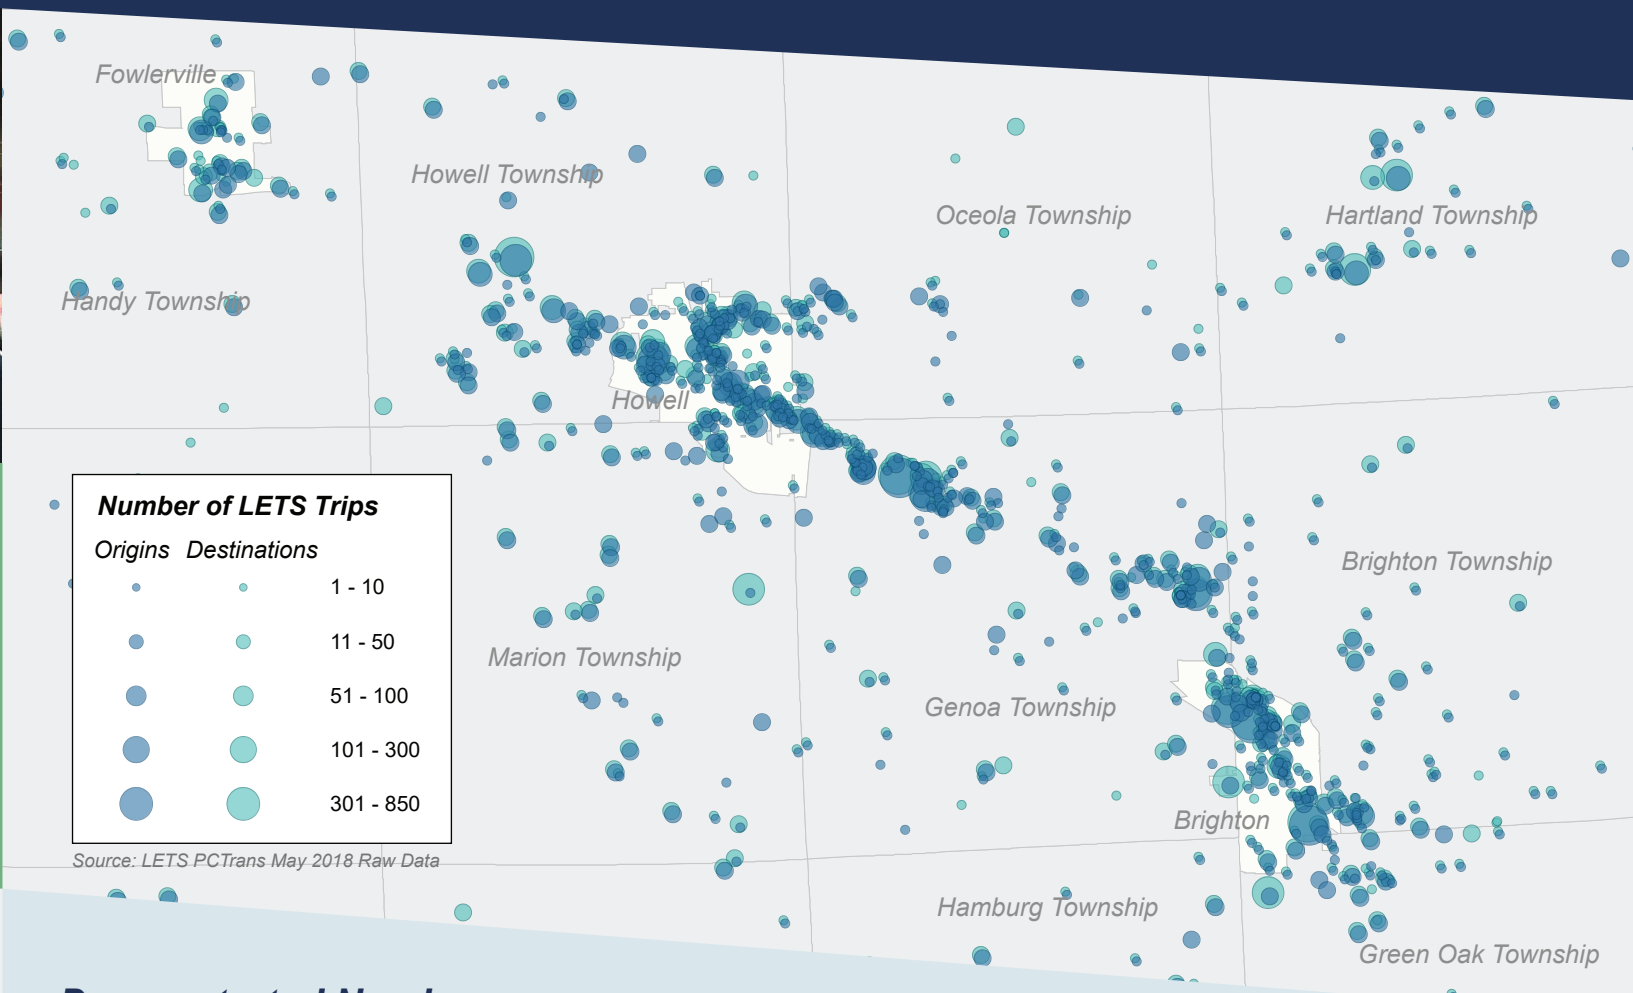 Fowlerville
Howell Township
Oceola Township
Hartland Township
Handy Township
Howell
Number of LETS Trips
Origins Destinations
1 - 10
11 - 50
51 - 100
101 - 300
301 - 850
Source: LETS PCTrans May 2018 Raw Data
Brighton Township
Marion Township
Genoa Township
Brighton
Hamburg Township
Green Oak Township